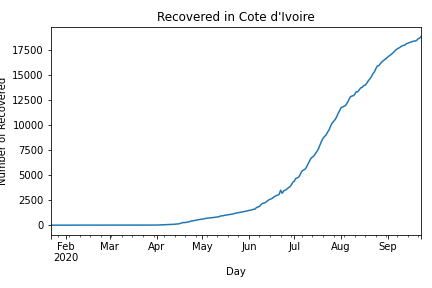 Recovered in Cote d'Ivoire
Number of Recovered
17500
15000
12500
10000
7500
5000
2500
0
Feb Mar Apr May Jun Jul Aug Sep
2020
Day